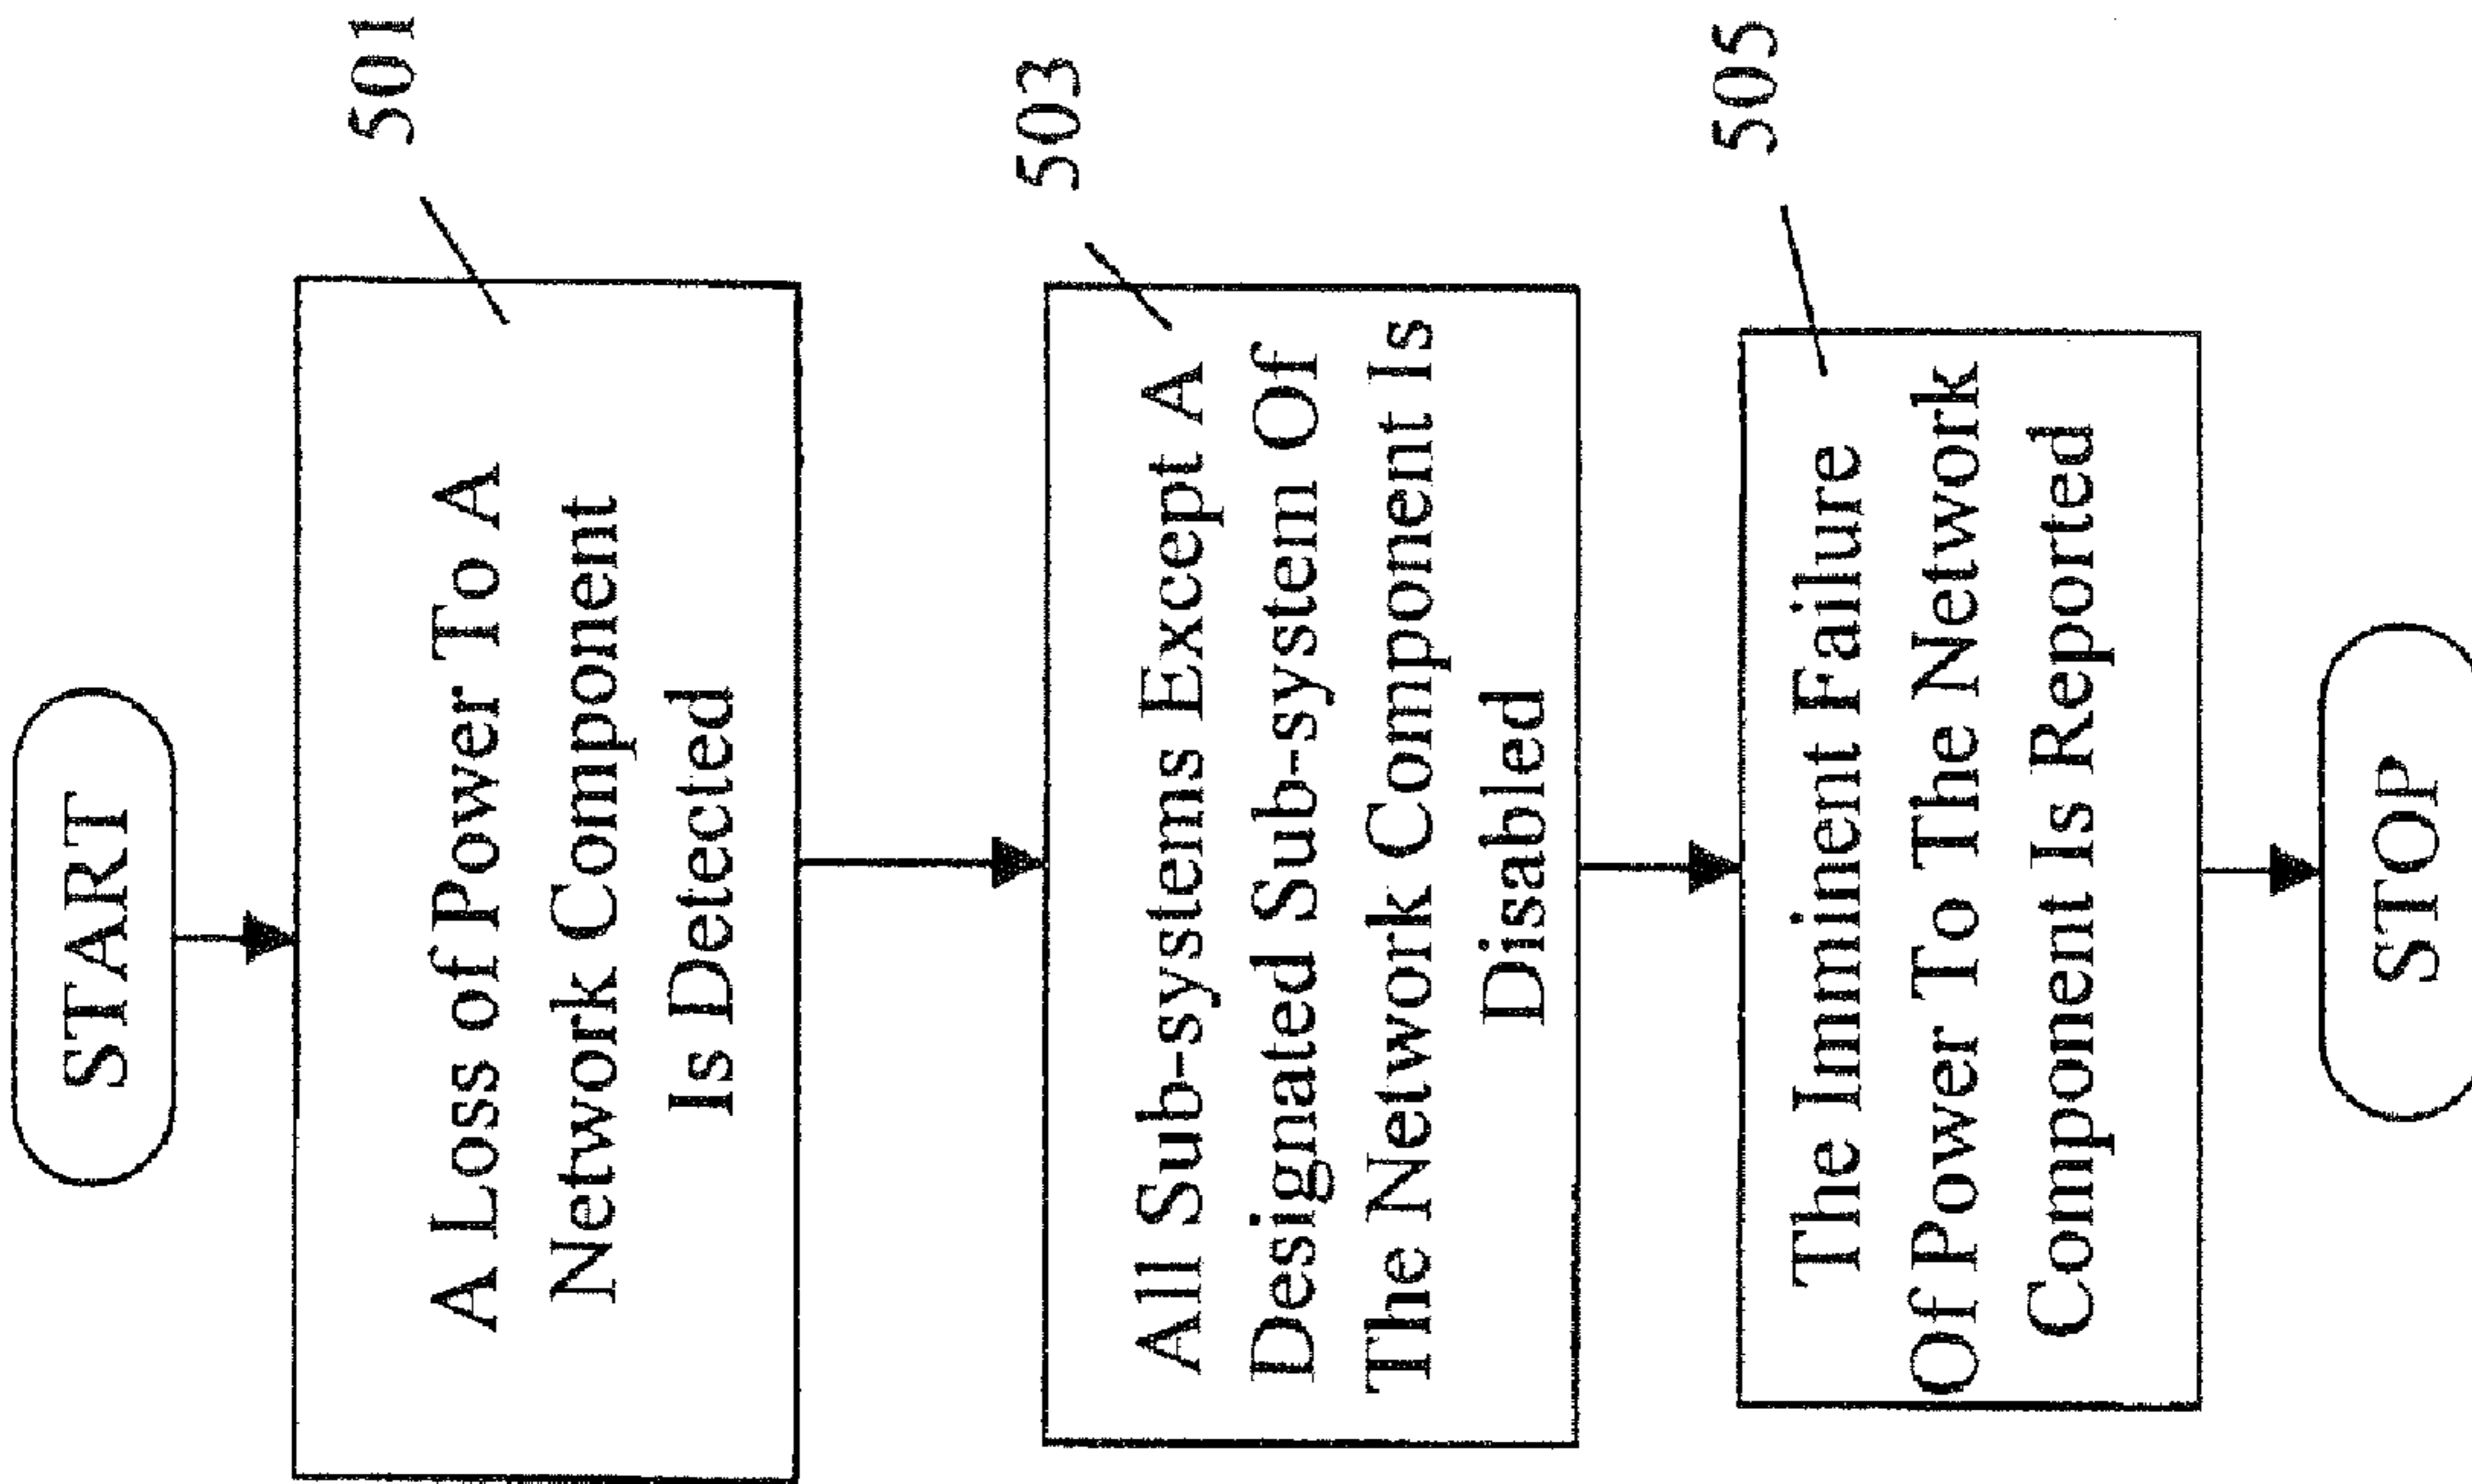 START
501
A Loss of Power To A
Network Component
Is Detected
503
All Sub-systems Except A
Designated Sub-system Of
The Network Component Is
Disabled
505
The Imminent Failure
Of Power To The Network
Component Is Reported
STOP